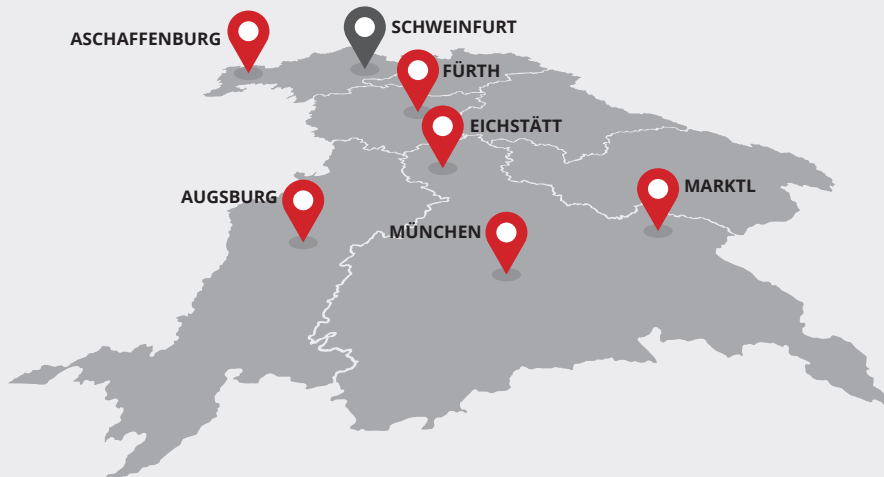 SCHWEINFURT
ASCHAFFENBURG
FÜRTH
EICHSTÄTT
MARKTL
AUGSBURG
MÜNCHEN